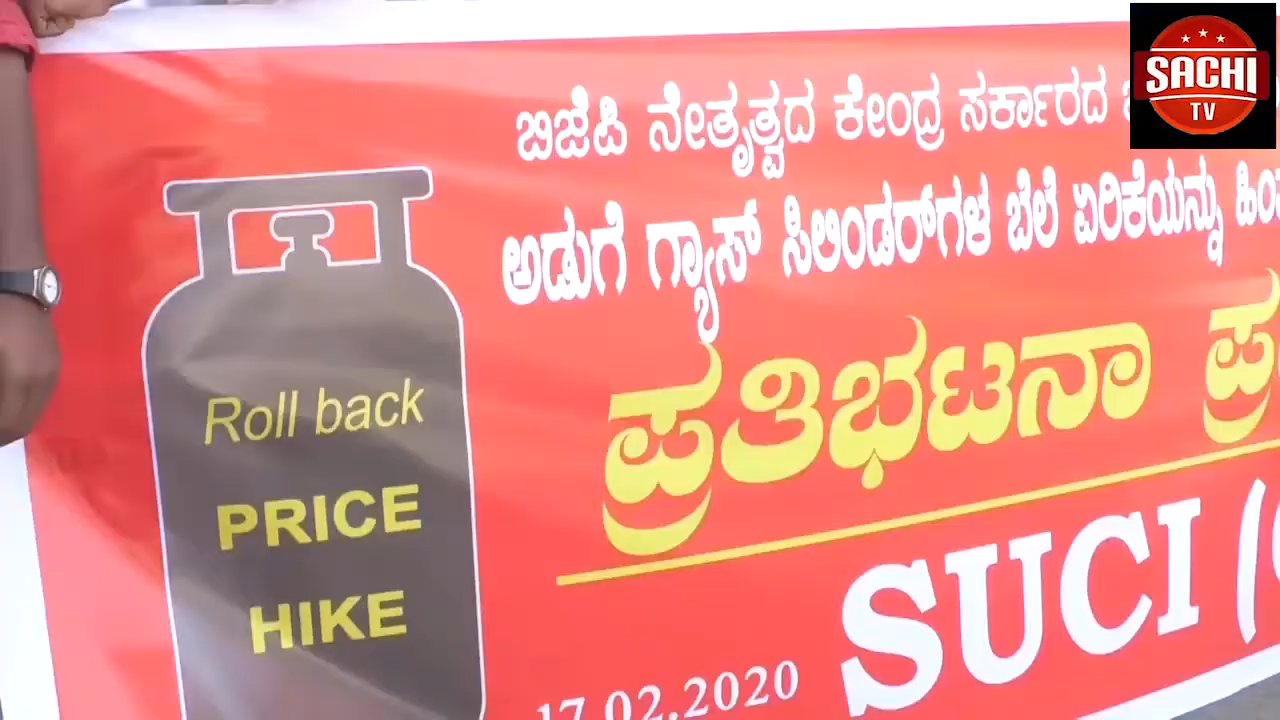 SACHI
TV
ಬಿಜೆಪಿ ನೇತೃತ್ವದ ಕೇಂದ್ರ ಸರ್ಕಾರದ
ಅಡುಗೆ ಗ್ಯಾಸ್ ಸಿಲಿಂಡರ್‌ಗಳ ಬೆಲೆ ಏರಿಕೆಯನ್ನು
ಪ್ರತಿಭಟನಾ
Roll back
PRICE
HIKE
SUCI (
17.02.2020